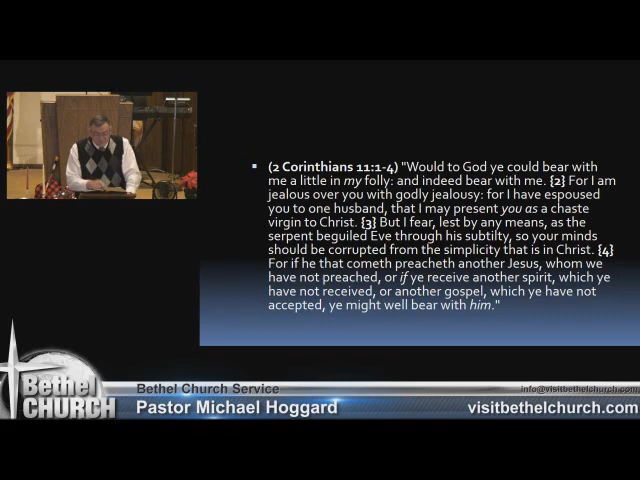 (2 Corinthians 11:1-4) "Would to God ye could bear with
me a little in my folly: and indeed bear with me. {2} For I am
jealous over you with godly jealousy: for I have espoused
you to one husband, that I may present you as a chaste
virgin to Christ. {3} But I fear, lest by any means, as the
serpent beguiled Eve through his subtilty, so your minds
should be corrupted from the simplicity that is in Christ. {4}
For if he that cometh preacheth another Jesus, whom we
have not preached, or if ye receive another spirit, which ye
have not received, or another gospel, which ye have not
accepted, ye might well bear with him."
Bethel
CHURCH
Bethel Church Service
info@visitbethelchurch.com
Pastor Michael Hoggard
visitbethelchurch.com